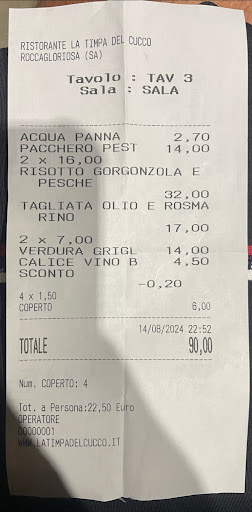 RISTORANTE LA TIMPA DEL CUCCO
ROCCAGLORIOSA (SA)
Tavolo : TAV 3
Sala : SALA
ACQUA PANNA 2,70
PACCHERO PEST 14,00
2 x 16,00
RISOTTO GORGONZOLA E
PESCHE
32,00
TAGLIATA OLIO E ROSMA
RINO
17,00
2 x 7,00
VERDURA GRIGL 14,00
CALICE VINO B 4,50
SCONTO
-0,20
4 x 1,50
COPERTO 6,00
14/08/2024 22:52
TOTALE 90,00
Num. COPERTO: 4
Tot. a Persona:22,50 Euro
OPERATORE
00000001
WWW.LATIMPADELCUCCO.IT